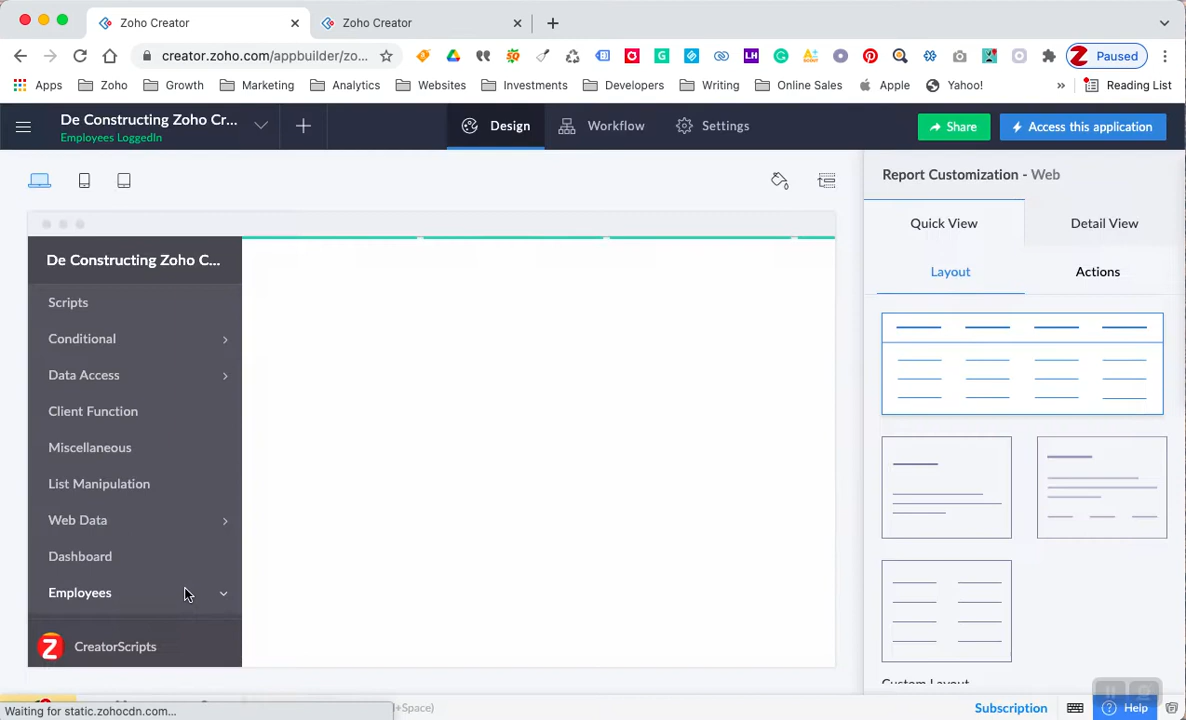 Zoho Creator
Zoho Creator
creator.zoho.com/appbuilder/zo...
Paused
Apps
Zoho
Growth
Marketing
Analytics
Websites
Investments
Developers
Writing
Online Sales
Apple
Yahoo!
»
Reading List
De Constructing Zoho Cr...
Employees LoggedIn
Design
Workflow
Settings
Share
Access this application
Report Customization - Web
Quick View
Detail View
Layout
Actions
De Constructing Zoho C...
Scripts
Conditional
Data Access
Client Function
Miscellaneous
List Manipulation
Web Data
Dashboard
Employees
CreatorScripts
Custom Layout
Waiting for static.zohocdn.com...
+Space)
Subscription
Help